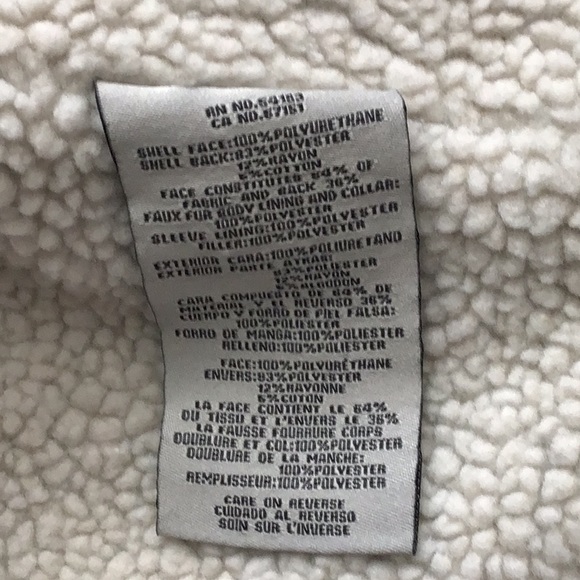 RN NO.54163
CA NO.57151
SHELL FACE:100%POLYURETHANE
SHELL BACK:83%POLYESTER
12%RAYON
5%COTTON
FACE CONSTITUTES 64% OF
FABRIC AND BACK 36%
FAUX FUR BODY LINING AND COLLAR:
100%POLYESTER
SLEEVE LINING:100%POLYESTER
FILLER:100%POLYESTER
EXTERIOR CARA:100%POLIURETANO
EXTERIOR PARTE ATRAS:
83%POLIESTER
12%RAYON
5%ALGODON
CARA COMPUESTO DE 64% DE
MATERIAL Y EL REVERSO 36%
CUERPO Y FORRO DE PIEL FALSA:
100%POLIESTER
FORRO DE MANGA:100%POLIESTER
RELLENO:100%POLIESTER
FACE:100%POLYURÉTHANE
ENVERS:83%POLYESTER
12%RAYONNE
5%COTON
LA FACE CONTIENT LE 64%
DU TISSU ET L'ENVERS LE 36%
LA FAUSSE FOURRURE CORPS
DOUBLURE ET COL:100%POLYESTER
DOUBLURE DE LA MANCHE:
100%POLYESTER
REMPLISSEUR:100%POLYESTER
CARE ON REVERSE
CUIDADO AL REVERSO
SOIN SUR L'INVERSE